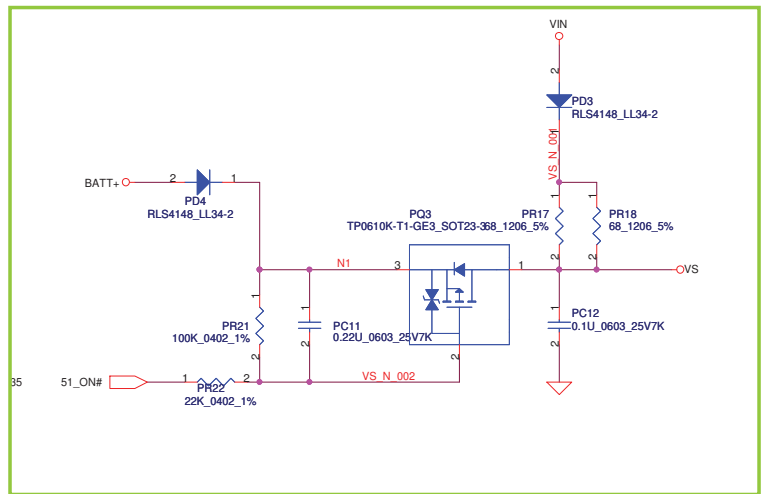 VIN
2
PD3
RLS4148_LL34-2
1
VS_N_001
BATT+
2
1
PD4
RLS4148_LL34-2
1
1
PQ3
TP0610K-T1-GE3_SOT23-3
PR17
68_1206_5%
PR18
68_1206_5%
2
2
N1
3
1
VS
1
1
PR21
100K_0402_1%
PC11
0.22U_0603_25V7K
1
PC12
0.1U_0603_25V7K
2
2
2
2
35
51_ON#
1
2
PR22
22K_0402_1%
VS_N_002